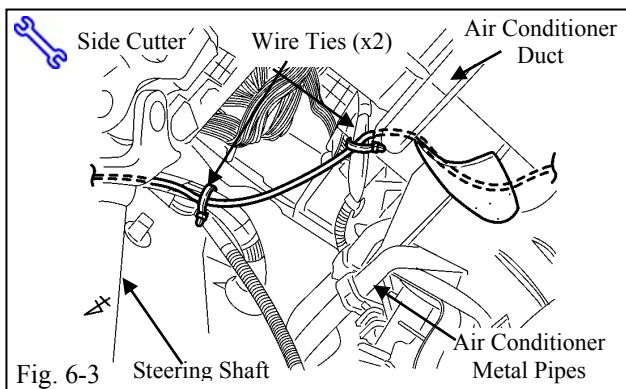 Side Cutter
Wire Ties (x2)
Air Conditioner
Duct
Fig. 6-3
Steering Shaft
Air Conditioner
Metal Pipes